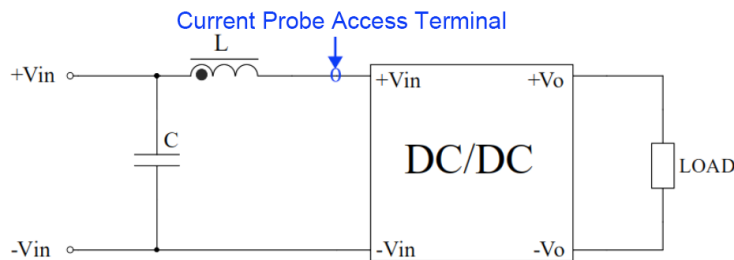 Current Probe Access Terminal
L
+Vin
+Vin
+Vo
C
DC/DC
LOAD
-Vin
-Vin
-Vo